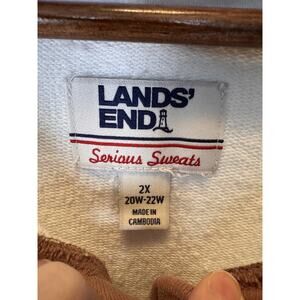 LANDS'
END
Serious Sweats
2X
20W-22W
MADE IN
CAMBODIA